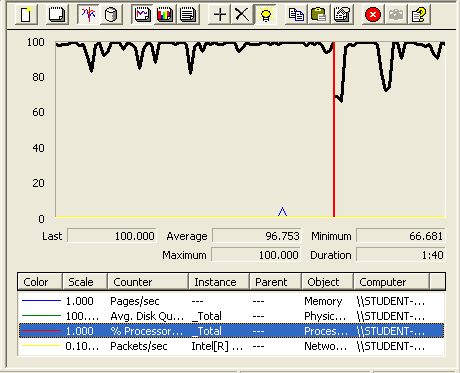 100
80
60
40
20
0
Last 100.000 Average 96.753 Minimum 66.681
Maximum 100.000 Duration 1:40
Color Scale Counter Instance Parent Object Computer
1.000 Pages/sec --- --- Memory \\STUDENT-...
100.... Avg. Disk Qu... _Total --- Physic... \\STUDENT-...
1.000 % Processor... _Total --- Proces... \\STUDENT-...
0.10... Packets/sec Intel[R] ... --- Netwo... \\STUDENT-...